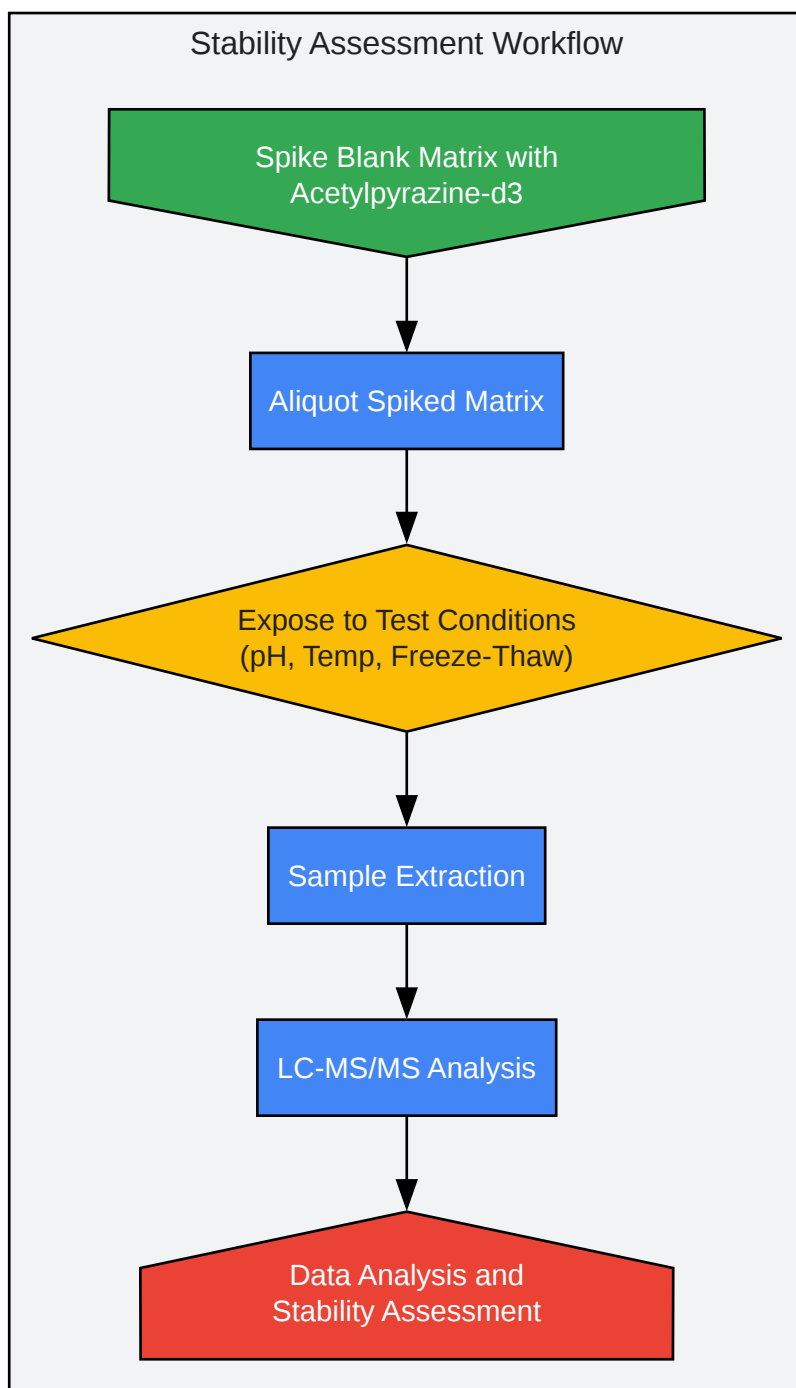 Stability Assessment Workflow
Spike Blank Matrix with
Acetylpyrazine-d3
Aliquot Spiked Matrix
Expose to Test Conditions
(pH, Temp, Freeze-Thaw)
Sample Extraction
LC-MS/MS Analysis
Data Analysis and
Stability Assessment